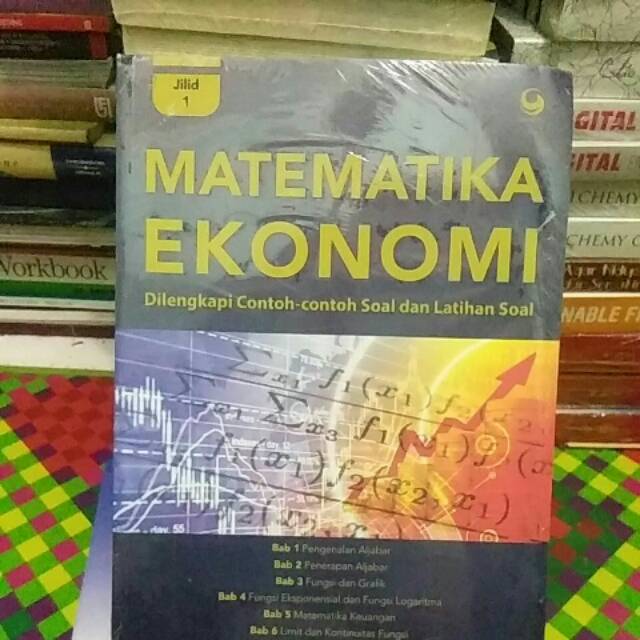 Jilid
1
MATEMATIKA
EKONOMI
Dilengkapi Contoh-contoh Soal dan Latihan Soal
Bab 1 Pengenalan Aljabar
Bab 2 Penerapan Aljabar
Bab 3 Fungsi dan Grafik
Bab 4 Fungsi Eksponensial dan Fungsi Logaritma
Bab 5 Matematika Keuangan
Bab 6 Limit dan Kontinuitas Fungsi
Workbook
GITAL
GITAL
CHEMY
CHEMY
NABLE